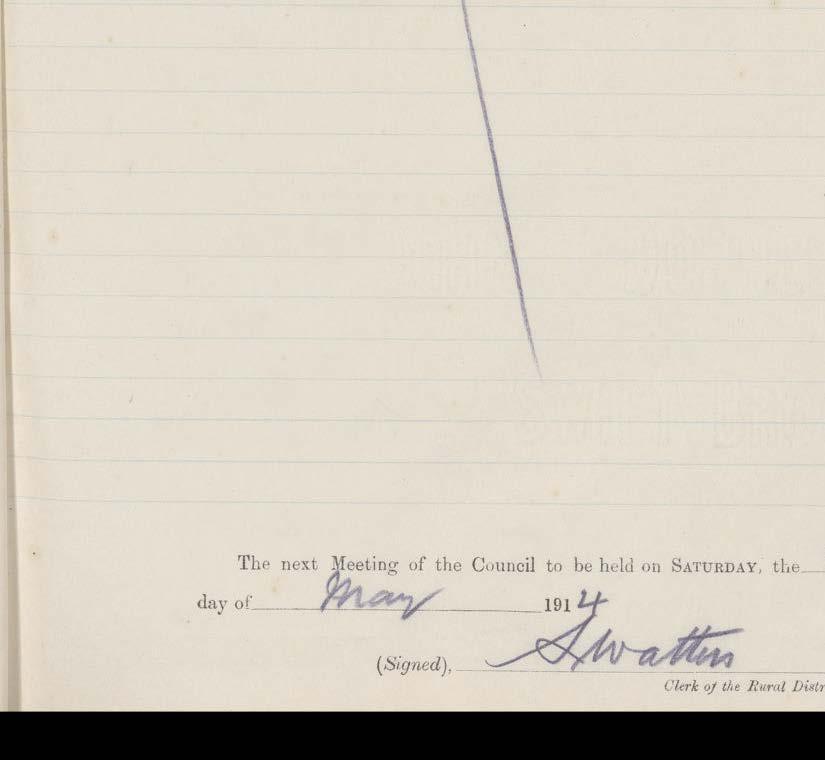 The next Meeting of the Council to be held on SATURDAY, the
day of May 1914
(Signed), S Watters
Clerk of the Rural Distr